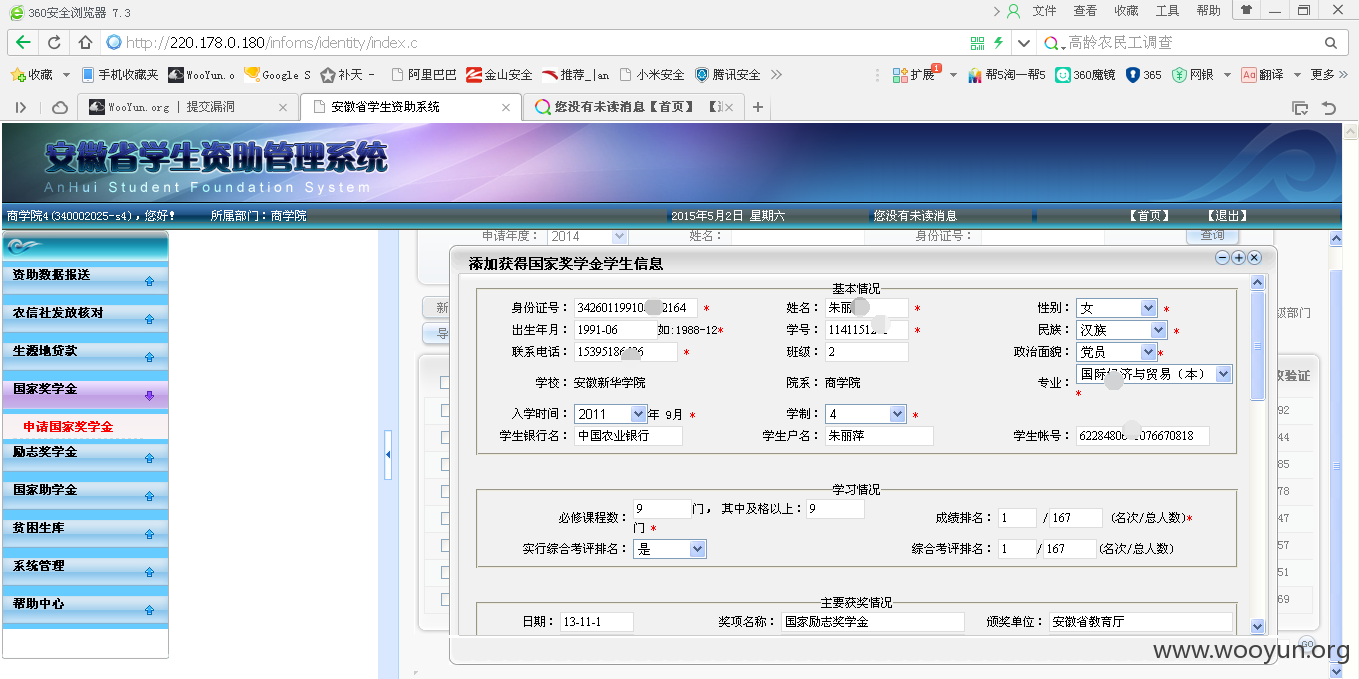 360安全浏览器 7.3
文件 查看 收藏 工具 帮助
http://220.178.0.180/infoms/identity/index.c
高龄农民工调查
收藏 手机收藏夹 WooYun.o Google S 补天 - 阿里巴巴 金山安全 推荐_|an 小米安全 腾讯安全 扩展 1 帮5淘一帮5 360魔镜 365 网银 Aa 翻译 更多
WooYun.org | 提交漏洞
安徽省学生资助系统
您没有未读消息【首页】
安徽省学生资助管理系统
AnHui Student Foundation System
商学院4(340002025-s4)，您好！ 所属部门：商学院 2015年5月2日 星期六 您没有未读消息 【首页】 【退出】
资助数据报送
农信社发放核对
生源地贷款
国家奖学金
申请国家奖学金
励志奖学金
国家助学金
贫困生库
系统管理
帮助中心
申请年度： 2014 姓名： 身份证号： 查询
新
导
级部门
效验证
92
44
85
78
47
57
51
69
添加获得国家奖学金学生信息
基本情况
身份证号： * 姓名： * 性别： 女 *
出生年月： 1991-06 如:1988-12* 学号： * 民族： 汉族 *
联系电话： * 班级： 2 政治面貌： 党员 *
学校： 安徽新华学院 院系： 商学院 专业： 国际经济与贸易（本） *
入学时间： 2011 年 9月 * 学制： 4 *
学生银行名： 中国农业银行 学生户名： 朱丽萍 学生帐号：
学习情况
必修课程数： 9 门，其中及格以上： 9 门 * 成绩排名： 1 / 167 (名次/总人数)*
实行综合考评排名： 是 综合考评排名： 1 / 167 (名次/总人数)
主要获奖情况
日期： 13-11-1 奖项名称： 国家励志奖学金 颁奖单位： 安徽省教育厅
GO
www.wooyun.org